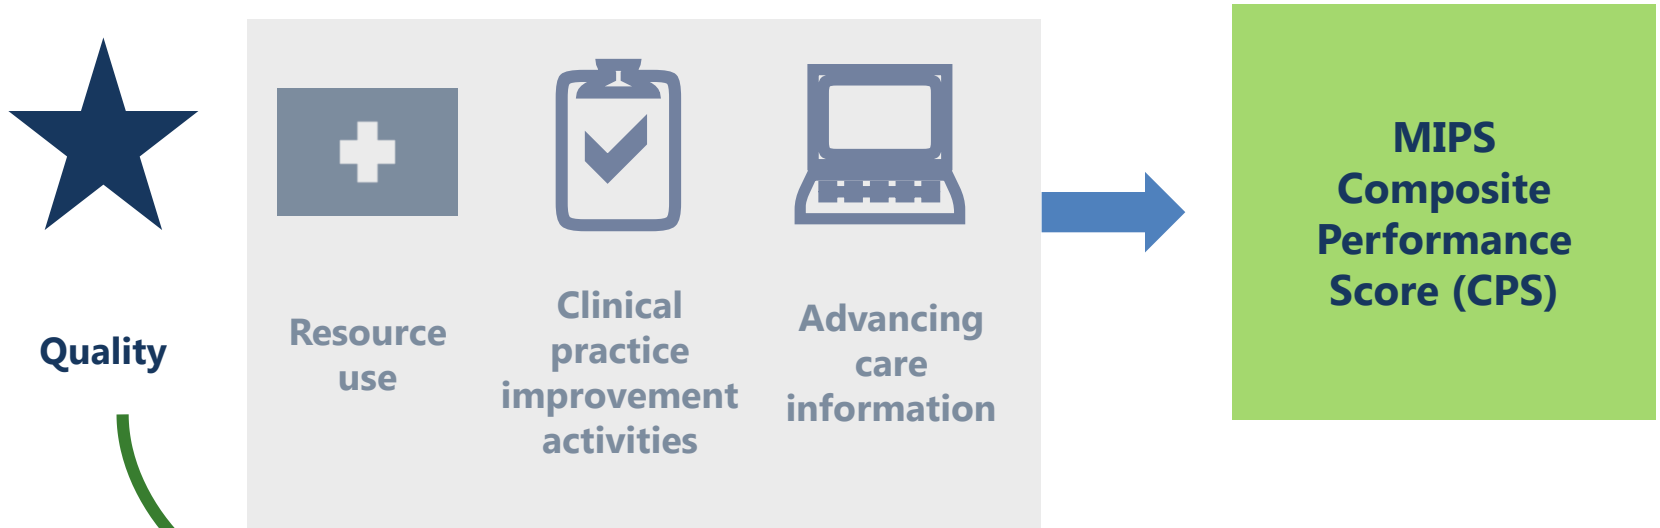 Quality
Resource
use
Clinical
practice
improvement
activities
Advancing
care
information
MIPS
Composite
Performance
Score (CPS)